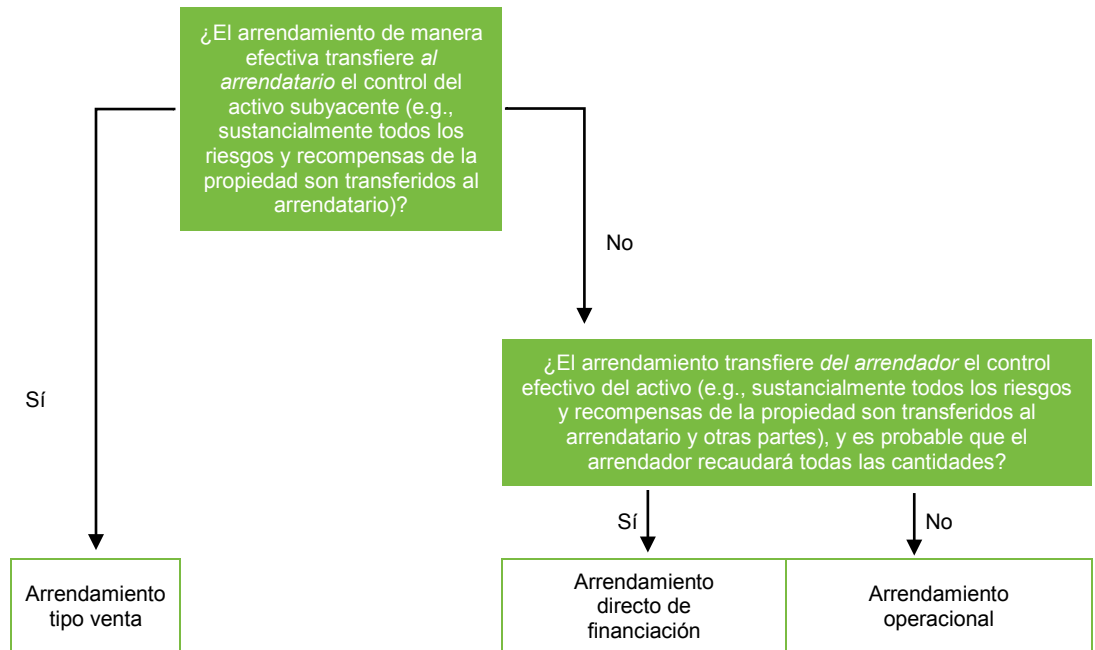 ¿El arrendamiento de manera
efectiva transfiere al
arrendatario el control del
activo subyacente (e.g.,
sustancialmente todos los
riesgos y recompensas de la
propiedad son transferidos al
arrendatario)?
No
¿El arrendamiento transfiere del arrendador el control
efectivo del activo (e.g., sustancialmente todos los riesgos
y recompensas de la propiedad son transferidos al
arrendatario y otras partes), y es probable que el
arrendador recaudará todas las cantidades?
Sí
Sí
No
Arrendamiento
tipo venta
Arrendamiento
directo de
financiación
Arrendamiento
operacional